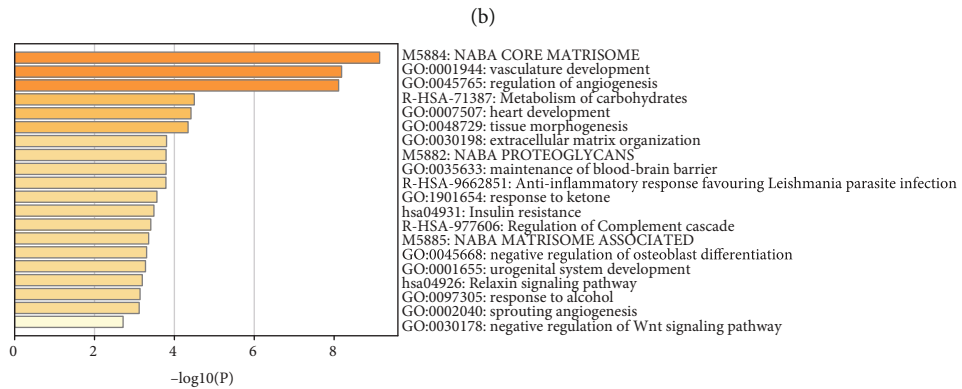 (b)
M5884: NABA CORE MATRISOME
GO:0001944: vasculature development
GO:0045765: regulation of angiogenesis
R-HSA-71387: Metabolism of carbohydrates
GO:0007507: heart development
GO:0048729: tissue morphogenesis
GO:0030198: extracellular matrix organization
M5882: NABA PROTEOGLYCANS
GO:0035633: maintenance of blood-brain barrier
R-HSA-9662851: Anti-inflammatory response favouring Leishmania parasite infection
GO:1901654: response to ketone
hsa04931: Insulin resistance
R-HSA-977606: Regulation of Complement cascade
M5885: NABA MATRISOME ASSOCIATED
GO:0045668: negative regulation of osteoblast differentiation
GO:0001655: urogenital system development
hsa04926: Relaxin signaling pathway
GO:0097305: response to alcohol
GO:0002040: sprouting angiogenesis
GO:0030178: negative regulation of Wnt signaling pathway
0 2 4 6 8
–log10(P)